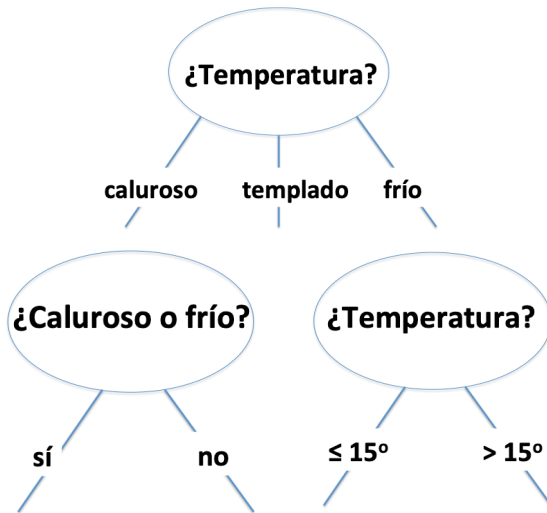 ¿Temperatura?
caluroso templado frío
¿Caluroso o frío? ¿Temperatura?
sí no ≤ 15º > 15º